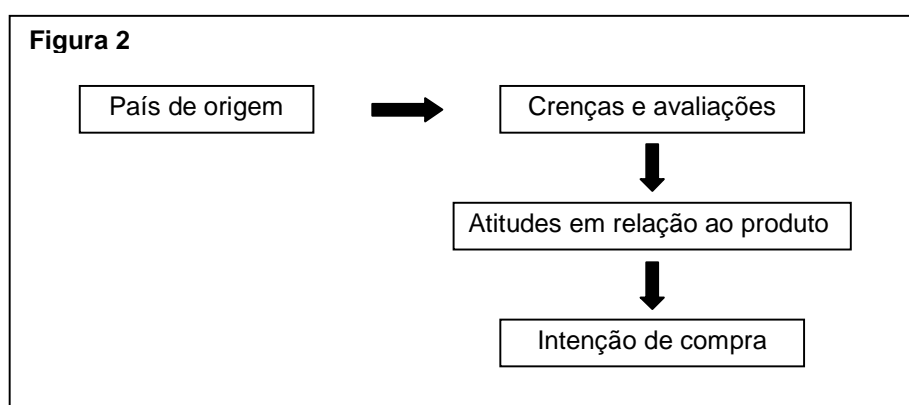 Figura 2
País de origem
Crenças e avaliações
Atitudes em relação ao produto
Intenção de compra